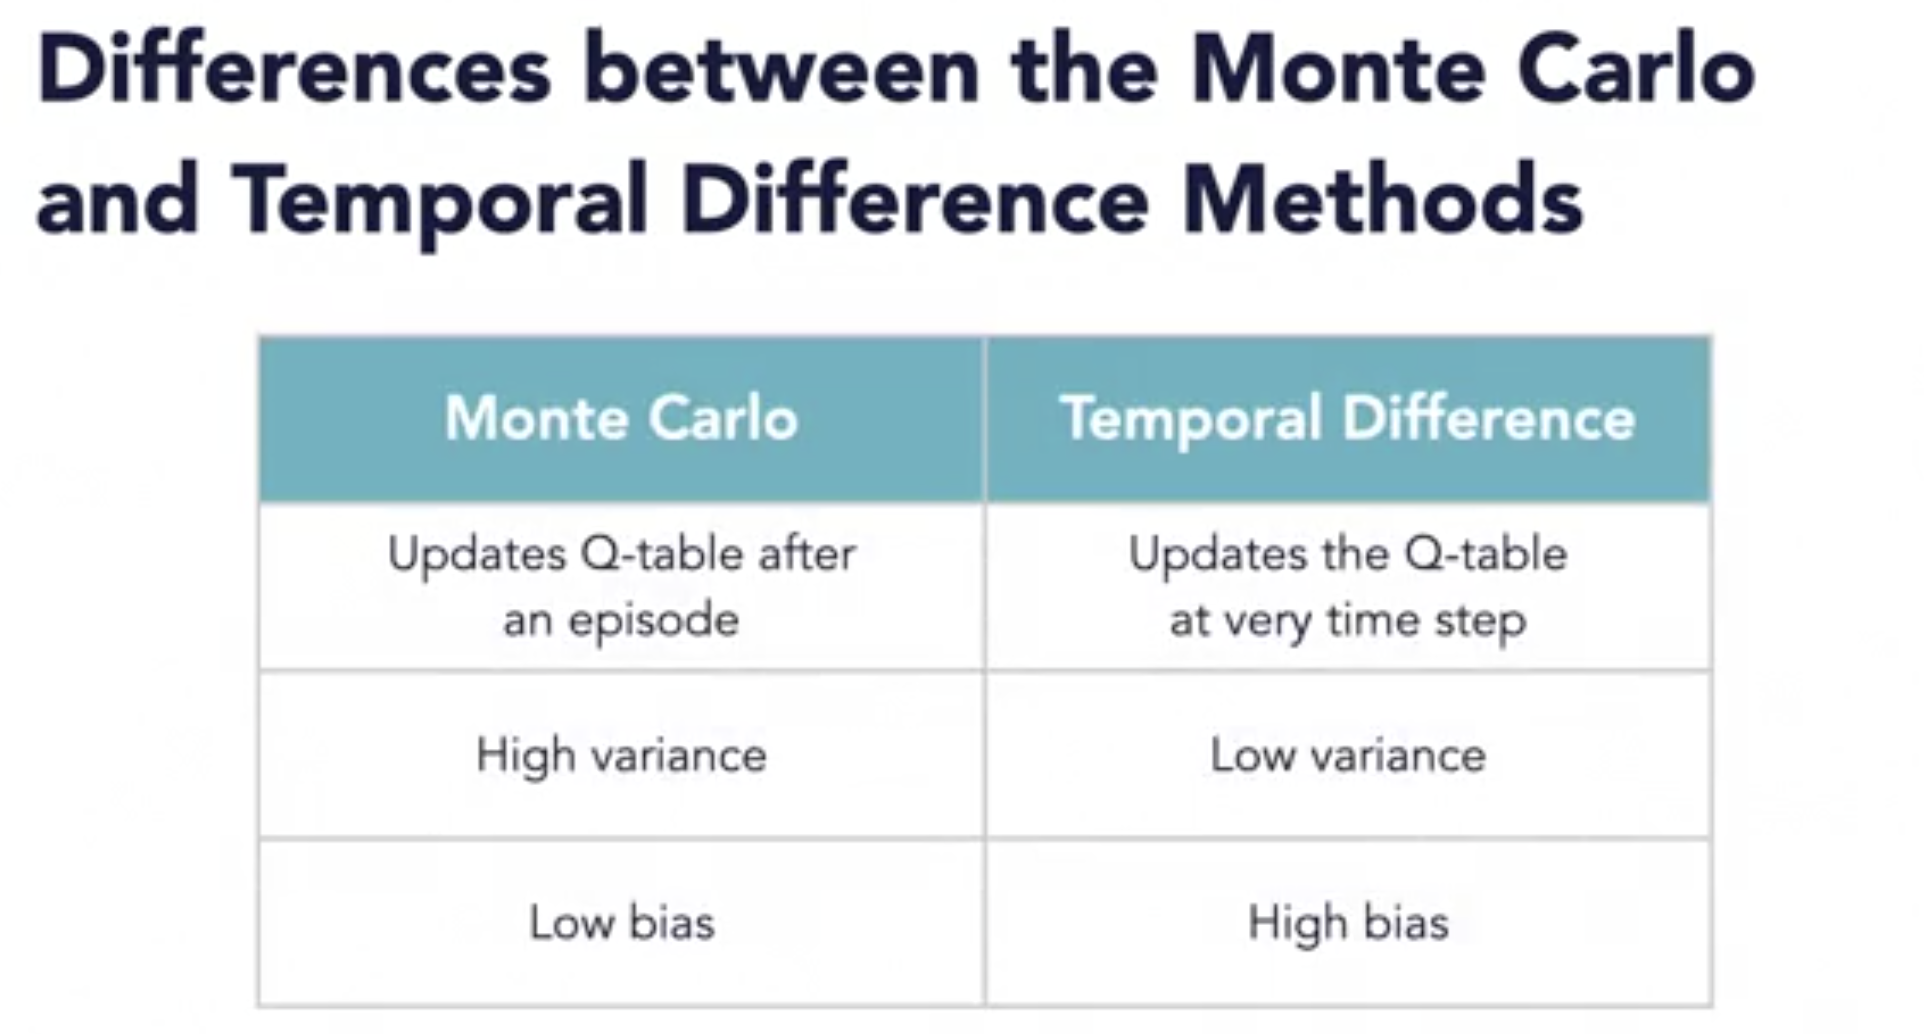 Differences between the Monte Carlo
and Temporal Difference Methods
Monte Carlo
Temporal Difference
Updates Q-table after
an episode
Updates the Q-table
at very time step
High variance
Low variance
Low bias
High bias